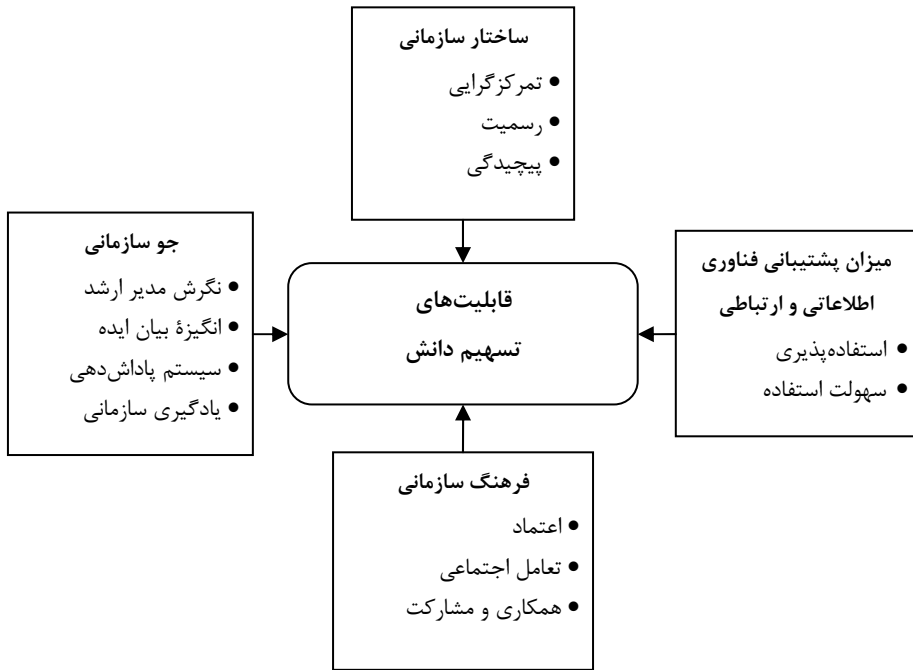 ساختار سازمانی
• تمرکزگرایی
• رسمیت
• پیچیدگی
میزان پشتیبانی فناوری
اطلاعاتی و ارتباطی
• استفاده‌پذیری
• سهولت استفاده
قابلیت‌های
تسهیم دانش
جو سازمانی
• نگرش مدیر ارشد
• انگیزۀ بیان ایده
• سیستم پاداش‌دهی
• یادگیری سازمانی
فرهنگ سازمانی
• اعتماد
• تعامل اجتماعی
• همکاری و مشارکت